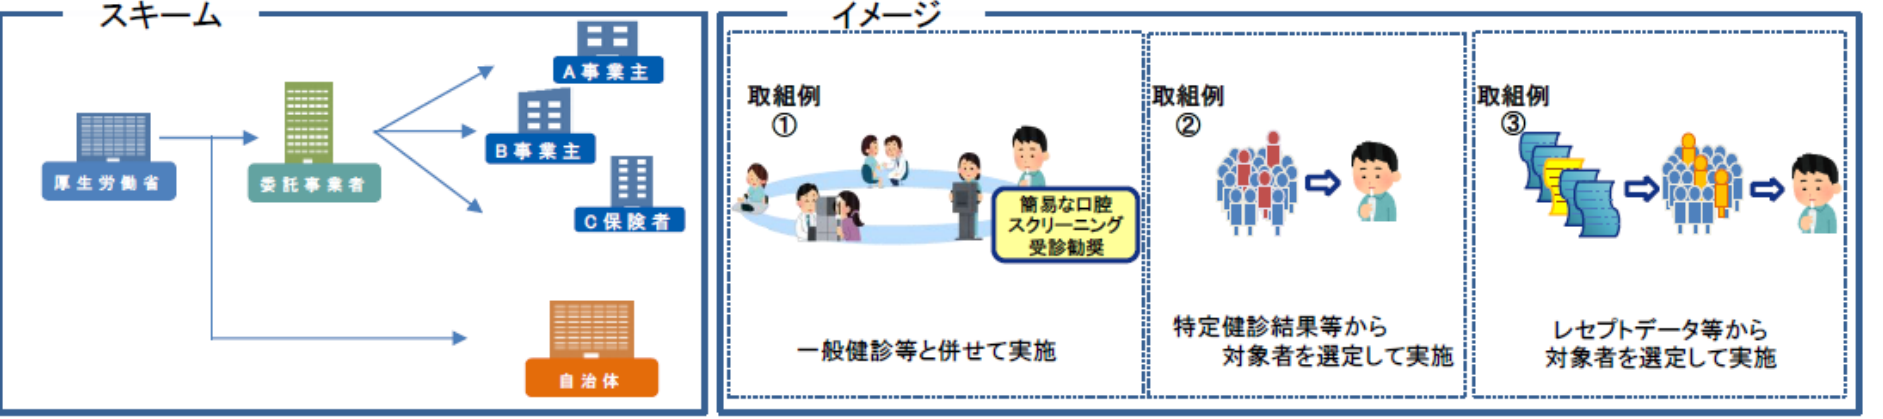 スキーム
A事業主
B事業主
C保険者
厚生労働省
委託事業者
自治体
イメージ
取組例
①
簡易な口腔
スクリーニング
受診勧奨
一般健診等と併せて実施
取組例
②
特定健診結果等から
対象者を選定して実施
取組例
③
レセプトデータ等から
対象者を選定して実施